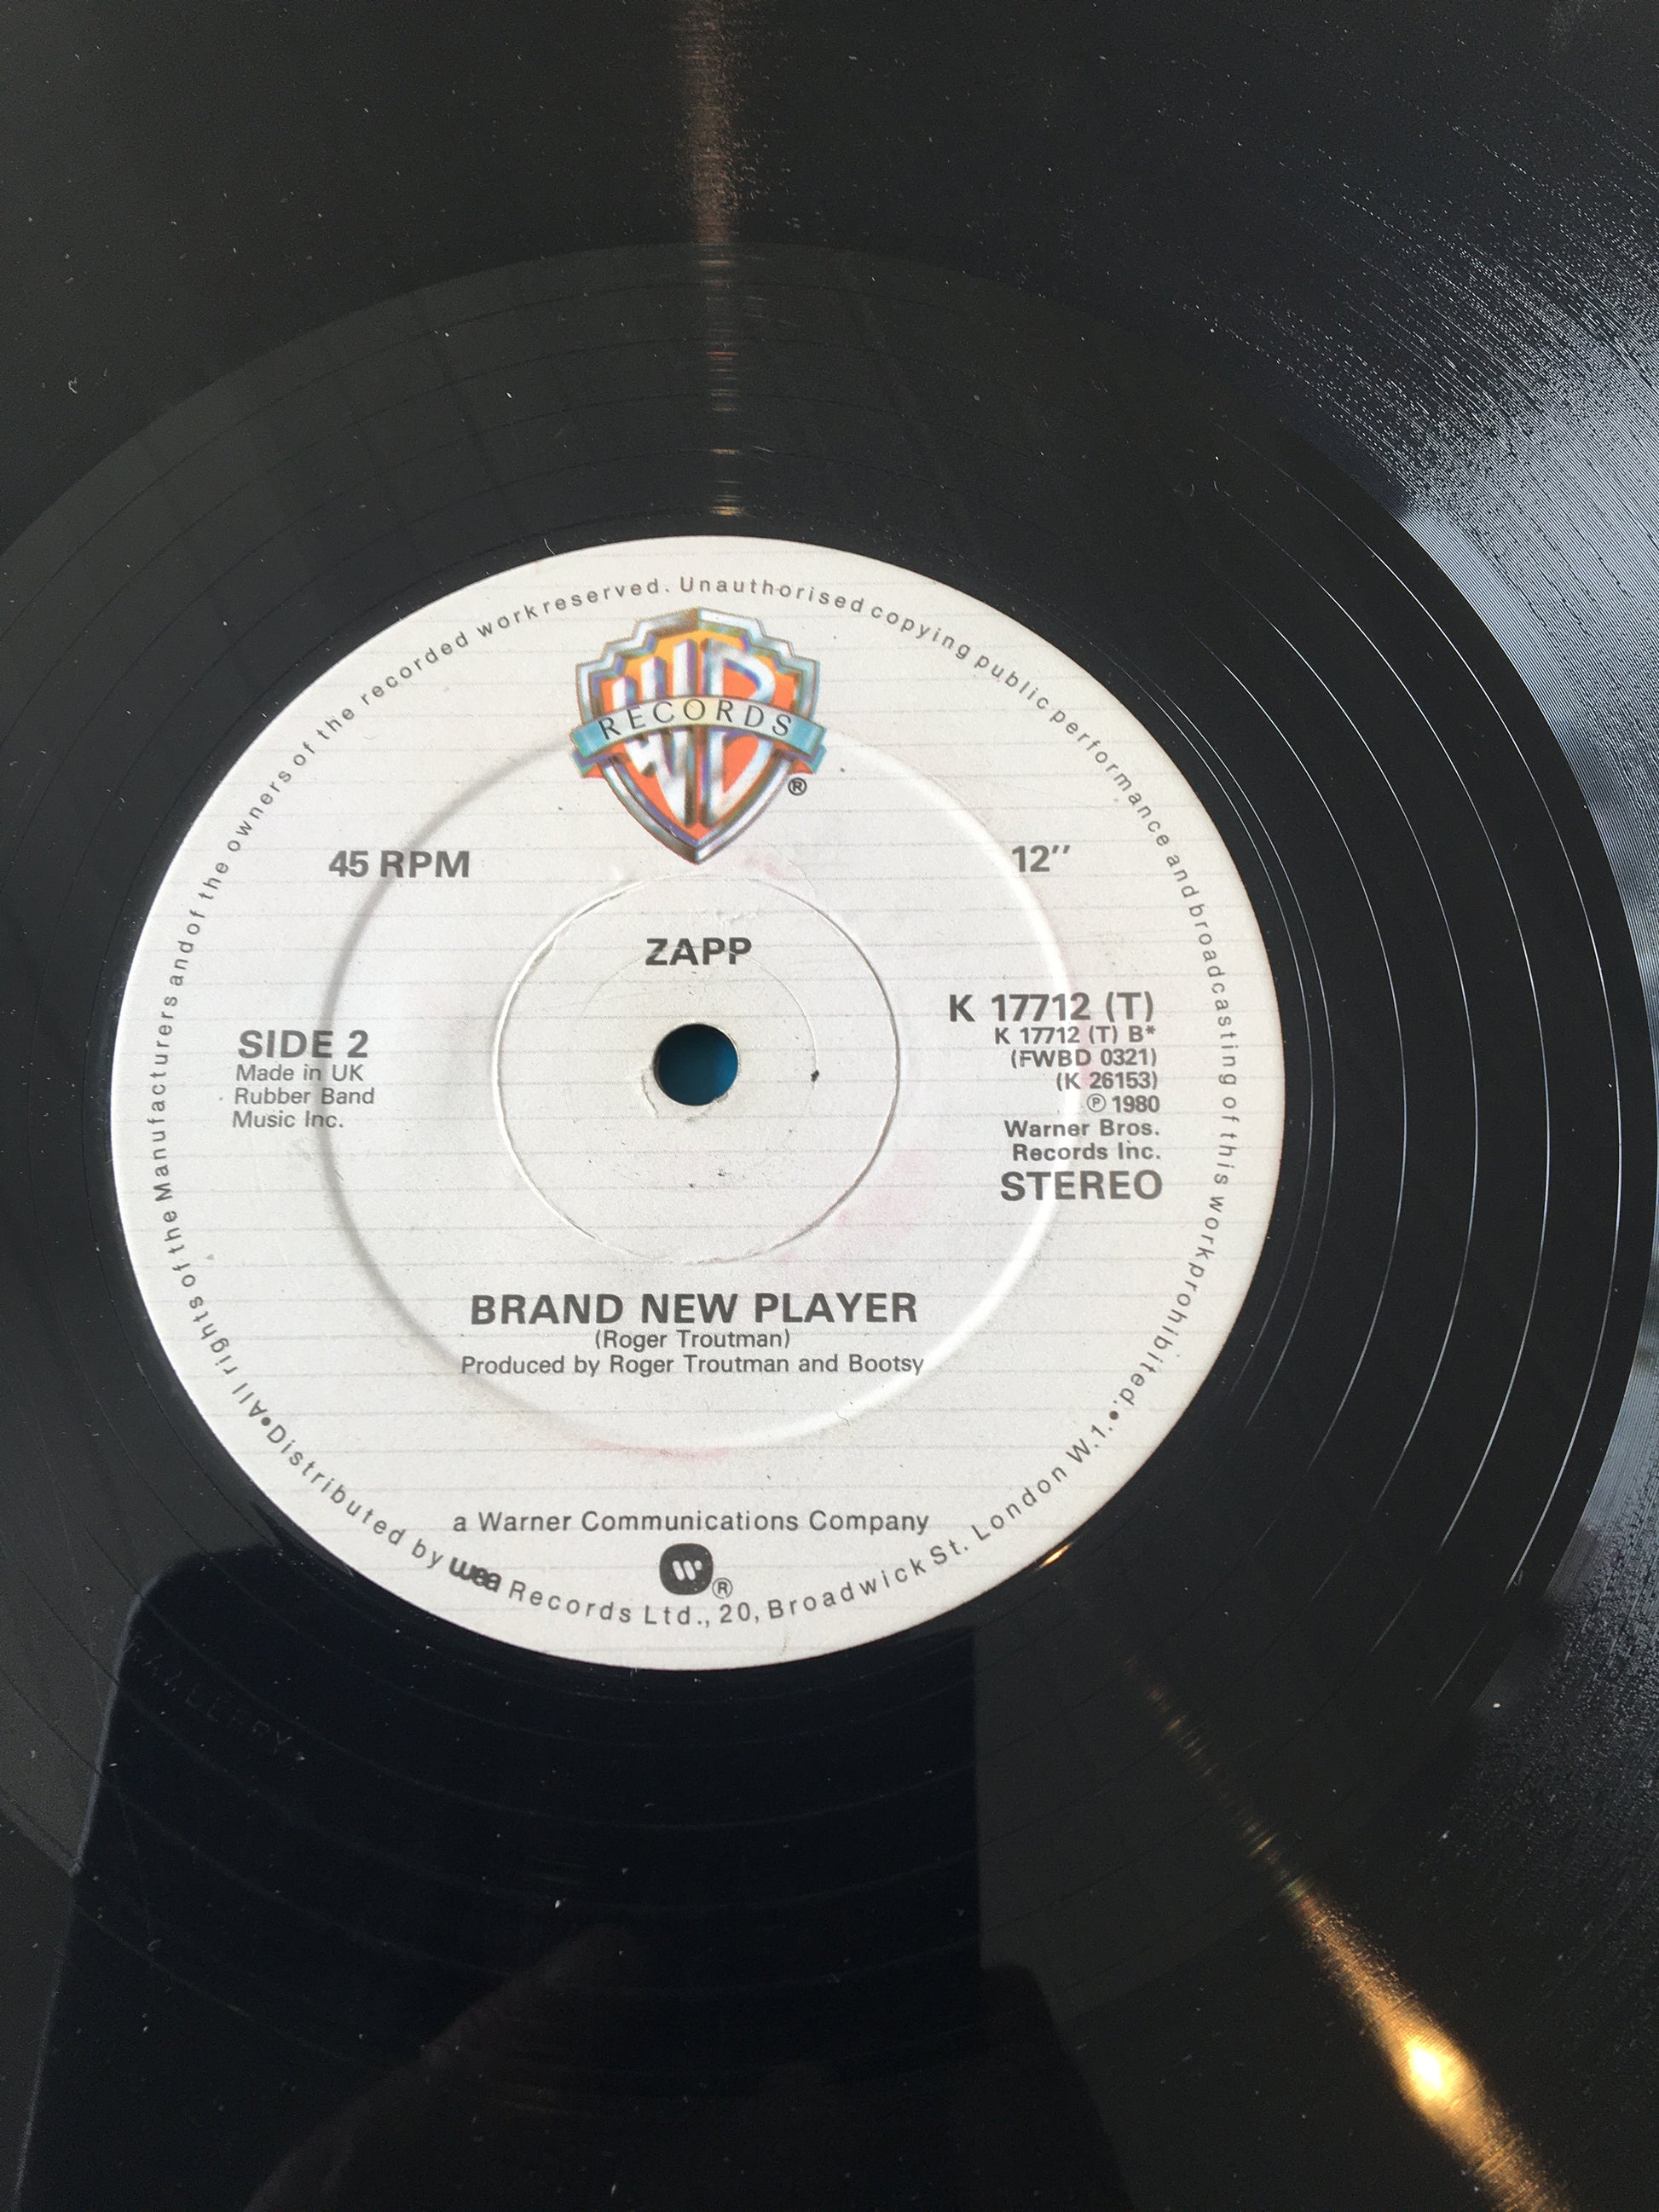 All rights of the Manufacturers and of the owners of the recorded work reserved. Unauthorised copying public performance and broadcasting of this work prohibited.
WB
RECORDS
®
45 RPM
12''
ZAPP
SIDE 2
Made in UK
Rubber Band
Music Inc.
K 17712 (T)
K 17712 (T) B*
(FWBD 0321)
(K 26153)
℗ 1980
Warner Bros.
Records Inc.
STEREO
BRAND NEW PLAYER
(Roger Troutman)
Produced by Roger Troutman and Bootsy
a Warner Communications Company
®
•Distributed by wea Records Ltd., 20, Broadwick St. London W.1.•